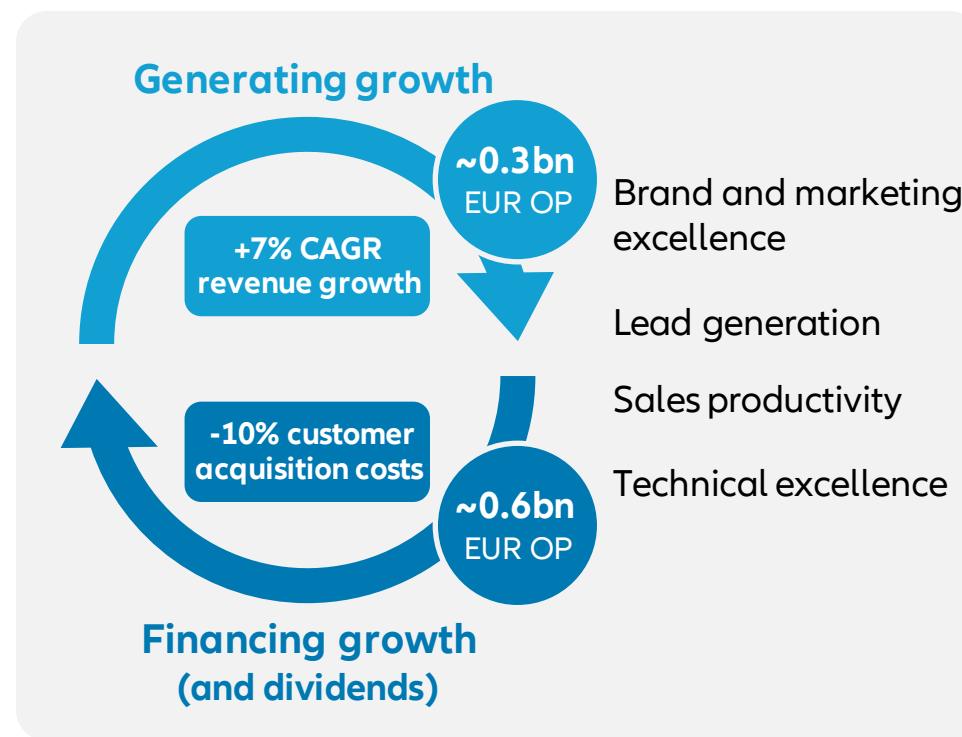 Generating growth
~0.3bn
EUR OP
+7% CAGR
revenue growth
Brand and marketing
excellence
Lead generation
Sales productivity
-10% customer
acquisition costs
Technical excellence
~0.6bn
EUR OP
Financing growth
(and dividends)